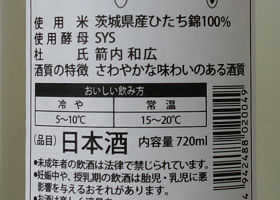 使用米 茨城県産ひたち錦100%
使用酵母 SYS
杜氏 箭内和広
酒質の特徴 さわやかな味わいのある酒質
おいしい飲み方
冷や 常温
5~10℃ 15~20℃
(品目) 日本酒 内容量 720ml
●未成年者の飲酒は法律で禁じられています。
●妊娠中や、授乳期の飲酒は胎児・乳児に悪
影響を与えるおそれがあります。
4942488020049